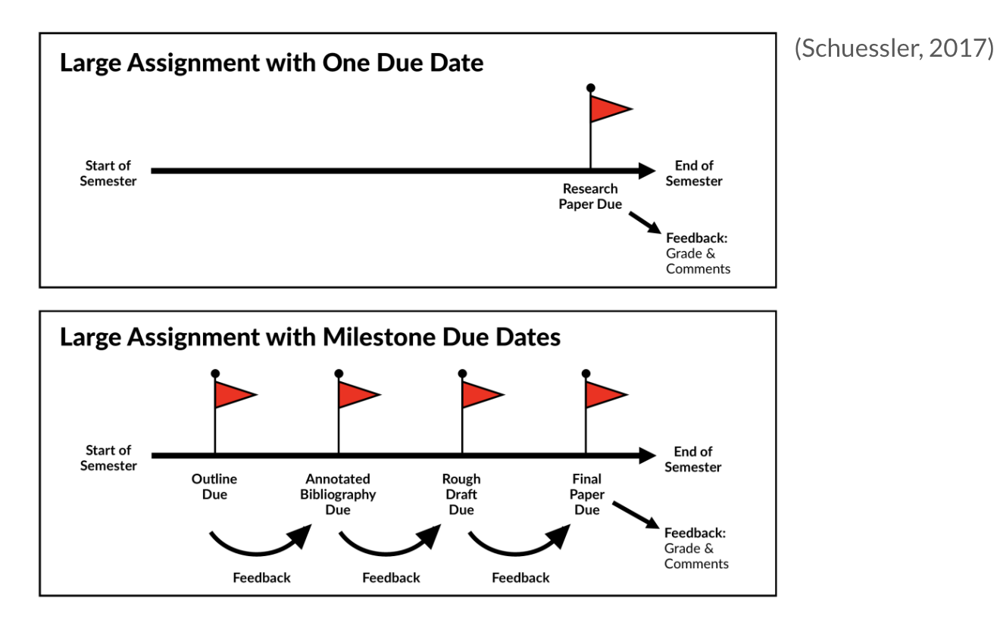 (Schuessler, 2017)
Large Assignment with One Due Date
Start of
Semester
End of
Semester
Research
Paper Due
Feedback:
Grade &
Comments
Large Assignment with Milestone Due Dates
Start of
Semester
End of
Semester
Outline
Due
Annotated
Bibliography
Due
Rough
Draft
Due
Final
Paper
Due
Feedback:
Grade &
Comments
Feedback
Feedback
Feedback